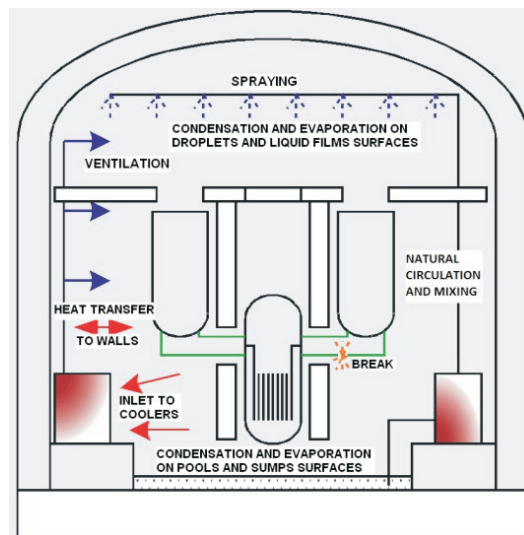 SPRAYING
CONDENSATION AND EVAPORATION ON
DROPLETS AND LIQUID FILMS SURFACES
VENTILATION
NATURAL
CIRCULATION
AND MIXING
HEAT TRANSFER
TO WALLS
BREAK
INLET TO
COOLERS
CONDENSATION AND EVAPORATION
ON POOLS AND SUMPS SURFACES